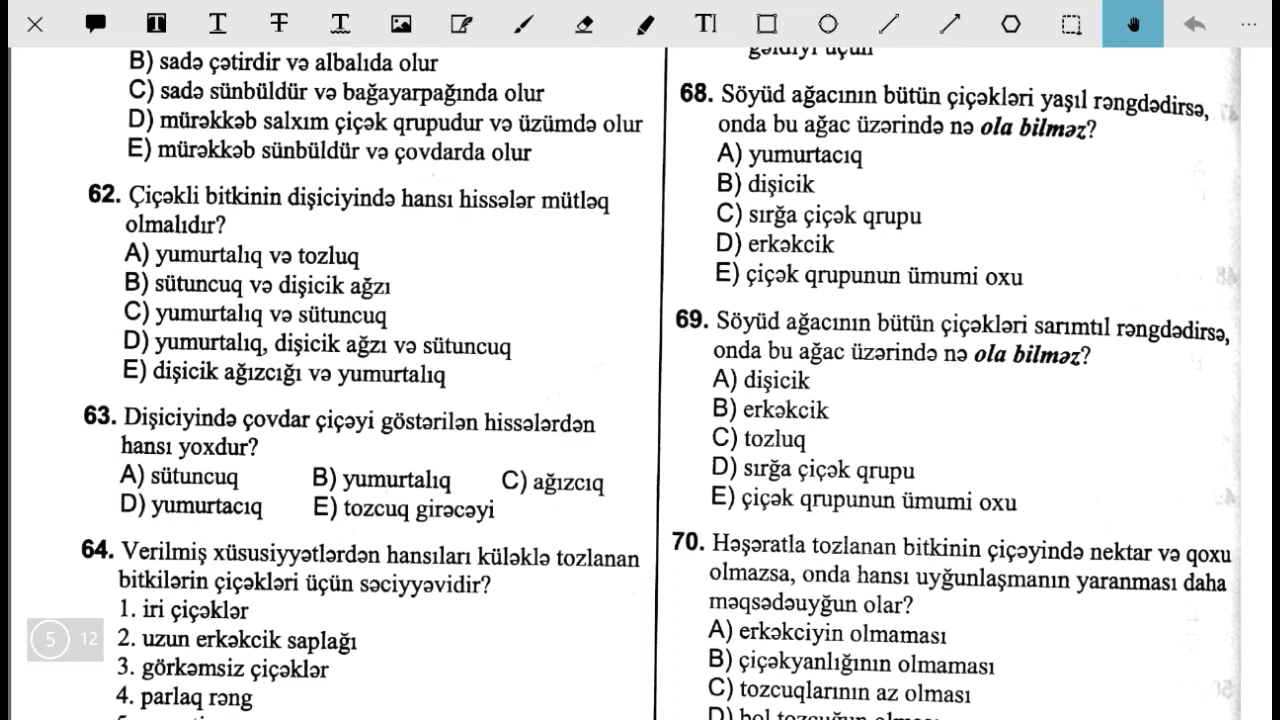 B) sadə çətirdir və albalıda olur
C) sadə sünbüldür və bağayarpağında olur
D) mürəkkəb salxım çiçək qrupudur və üzümdə olur
E) mürəkkəb sünbüldür və çovdarda olur
62. Çiçəkli bitkinin dişiciyində hansı hissələr mütləq
olmalıdır?
A) yumurtalıq və tozluq
B) sütuncuq və dişicik ağzı
C) yumurtalıq və sütuncuq
D) yumurtalıq, dişicik ağzı və sütuncuq
E) dişicik ağızcığı və yumurtalıq
63. Dişiciyində çovdar çiçəyi göstərilən hissələrdən
hansı yoxdur?
A) sütuncuq B) yumurtalıq C) ağızcıq
D) yumurtacıq E) tozcuq girəcəyi
64. Verilmiş xüsusiyyətlərdən hansıları küləklə tozlanan
bitkilərin çiçəkləri üçün səciyyəvidir?
1. iri çiçəklər
2. uzun erkəkcik saplağı
3. görkəmsiz çiçəklər
4. parlaq rəng
5 12
gəldiyi üçün
68. Söyüd ağacının bütün çiçəkləri yaşıl rəngdədirsə,
onda bu ağac üzərində nə ola bilməz?
A) yumurtacıq
B) dişicik
C) sırğa çiçək qrupu
D) erkəkcik
E) çiçək qrupunun ümumi oxu
69. Söyüd ağacının bütün çiçəkləri sarımtıl rəngdədirsə,
onda bu ağac üzərində nə ola bilməz?
A) dişicik
B) erkəkcik
C) tozluq
D) sırğa çiçək qrupu
E) çiçək qrupunun ümumi oxu
70. Həşəratla tozlanan bitkinin çiçəyində nektar və qoxu
olmazsa, onda hansı uyğunlaşmanın yaranması daha
məqsədəuyğun olar?
A) erkəkciyin olmaması
B) çiçəkyanlığının olmaması
C) tozcuqlarının az olması
D) bol tozcuğun olması